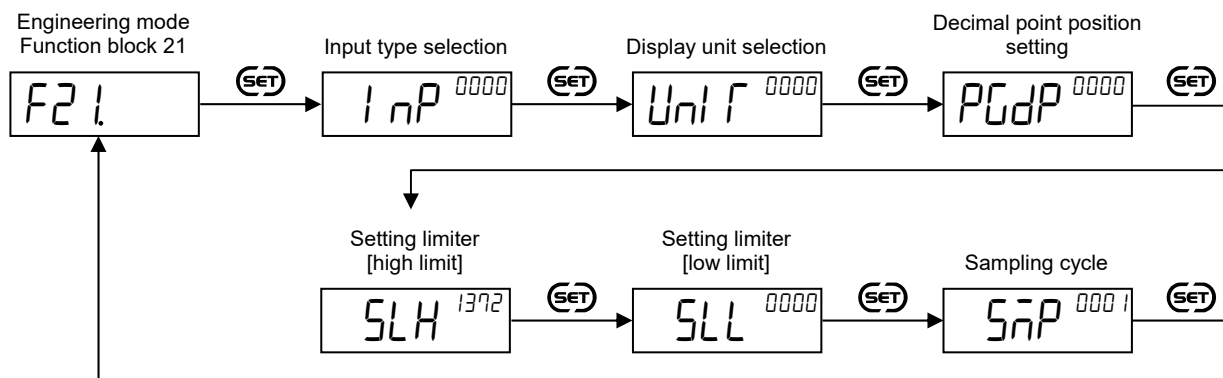 Engineering mode
Function block 21
F21.
SET
Input type selection
InP 0000
SET
Display unit selection
UnIT 0000
SET
Decimal point position
setting
PGdP 0000
SET
Setting limiter
[high limit]
SLH 1372
SET
Setting limiter
[low limit]
SLL 0000
SET
Sampling cycle
SmP 0001
SET